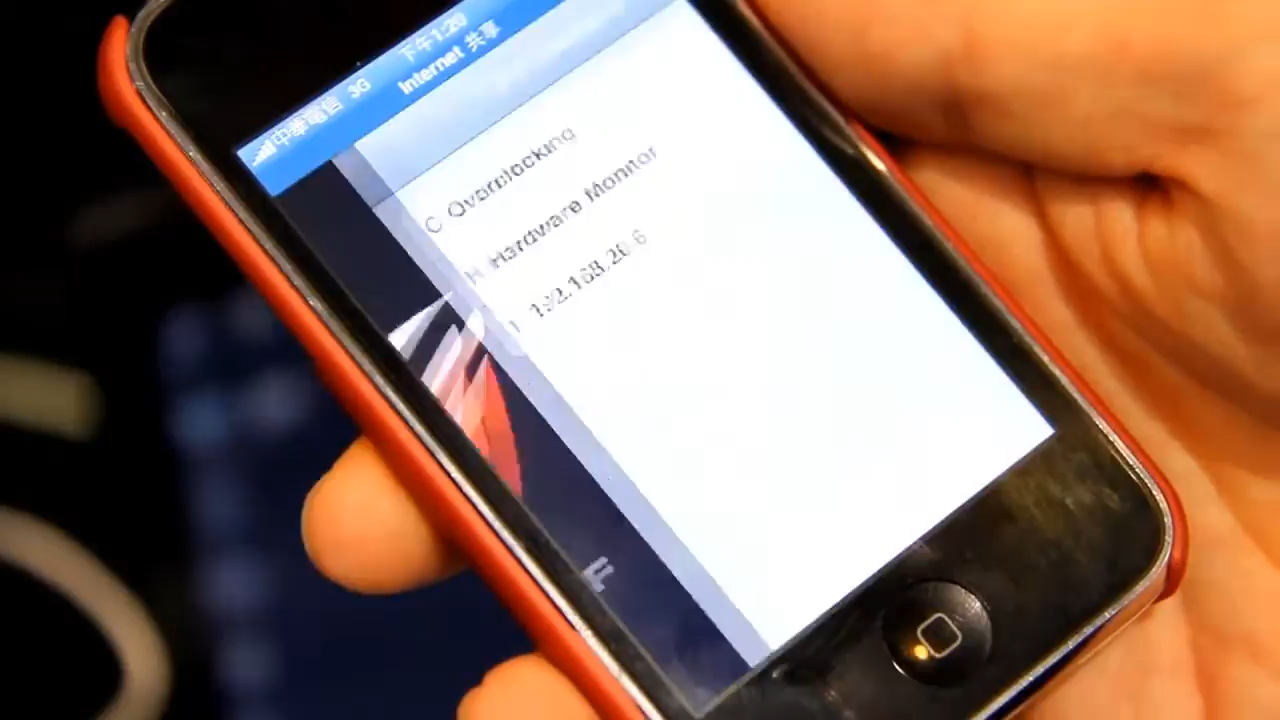 中華電信 3G 下午1:20
Internet 共享
O Overclocking
H Hardware Monitor
192.168.20.6
F